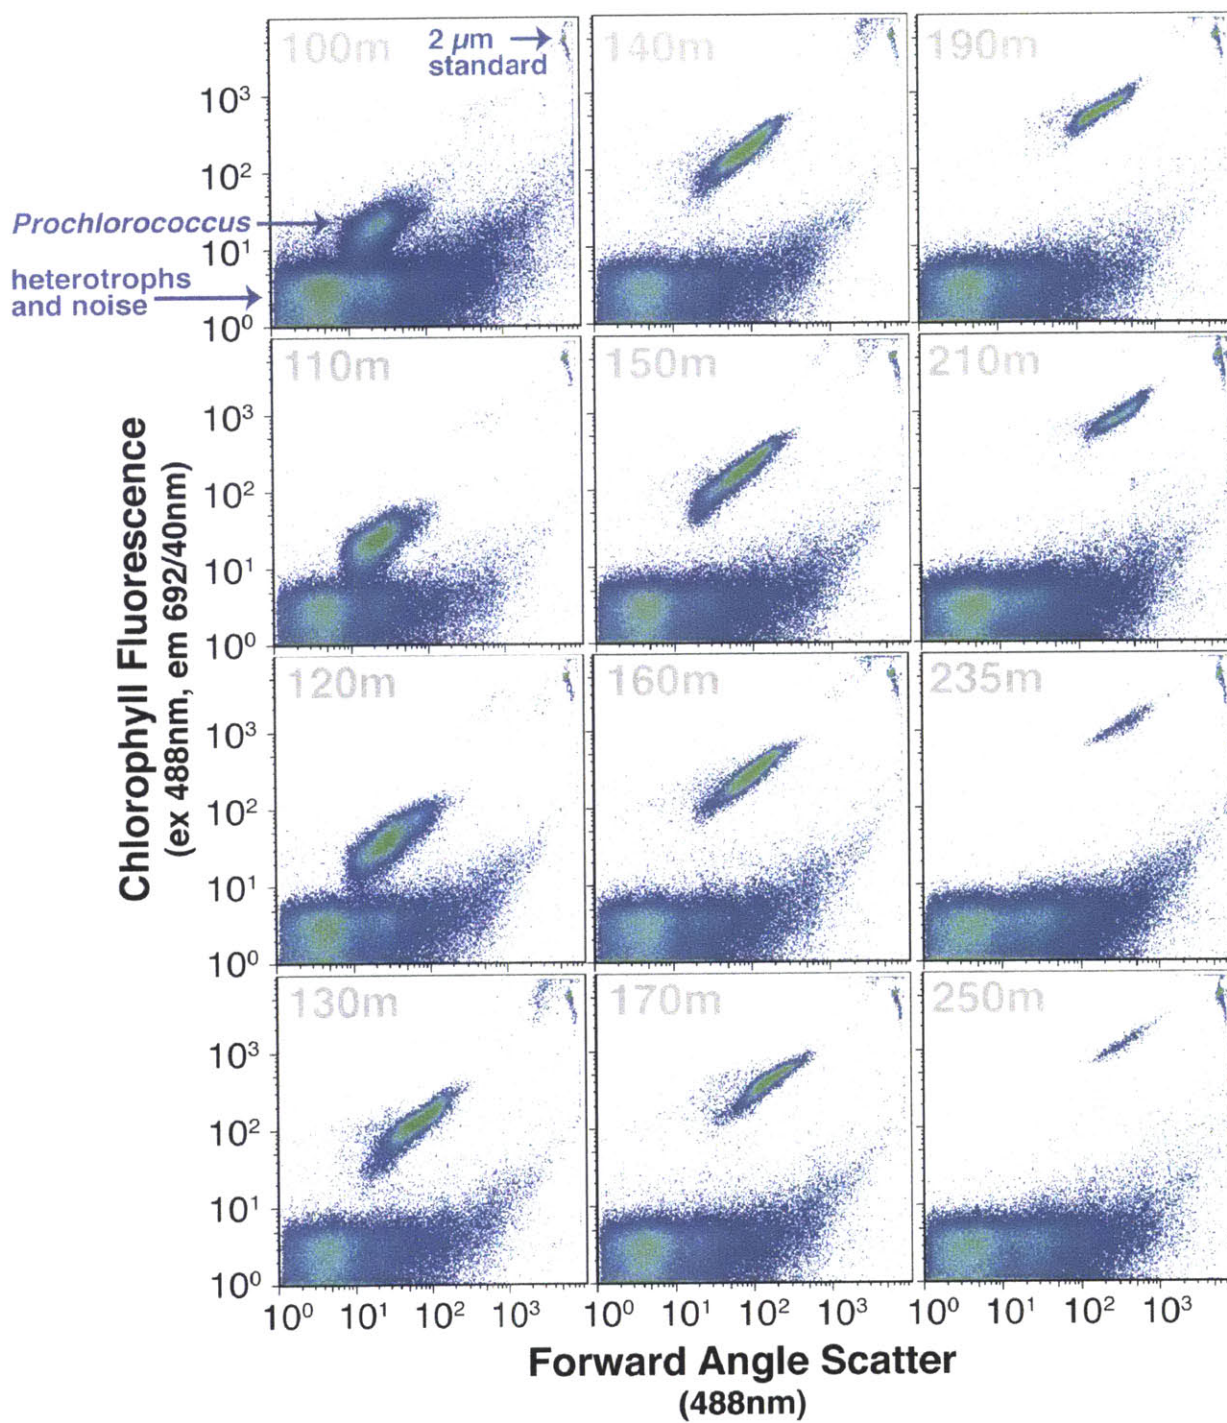 100m
2 µm
standard
140m
190m
10³
10²
Prochlorococcus
10¹
heterotrophs
and noise
10⁰
110m
150m
210m
10³
10²
10¹
10⁰
120m
160m
235m
10³
10²
10¹
10⁰
130m
170m
250m
10³
10²
10¹
10⁰
Chlorophyll Fluorescence
(ex 488nm, em 692/40nm)
10⁰ 10¹ 10² 10³ 10⁰ 10¹ 10² 10³ 10⁰ 10¹ 10² 10³
Forward Angle Scatter
(488nm)